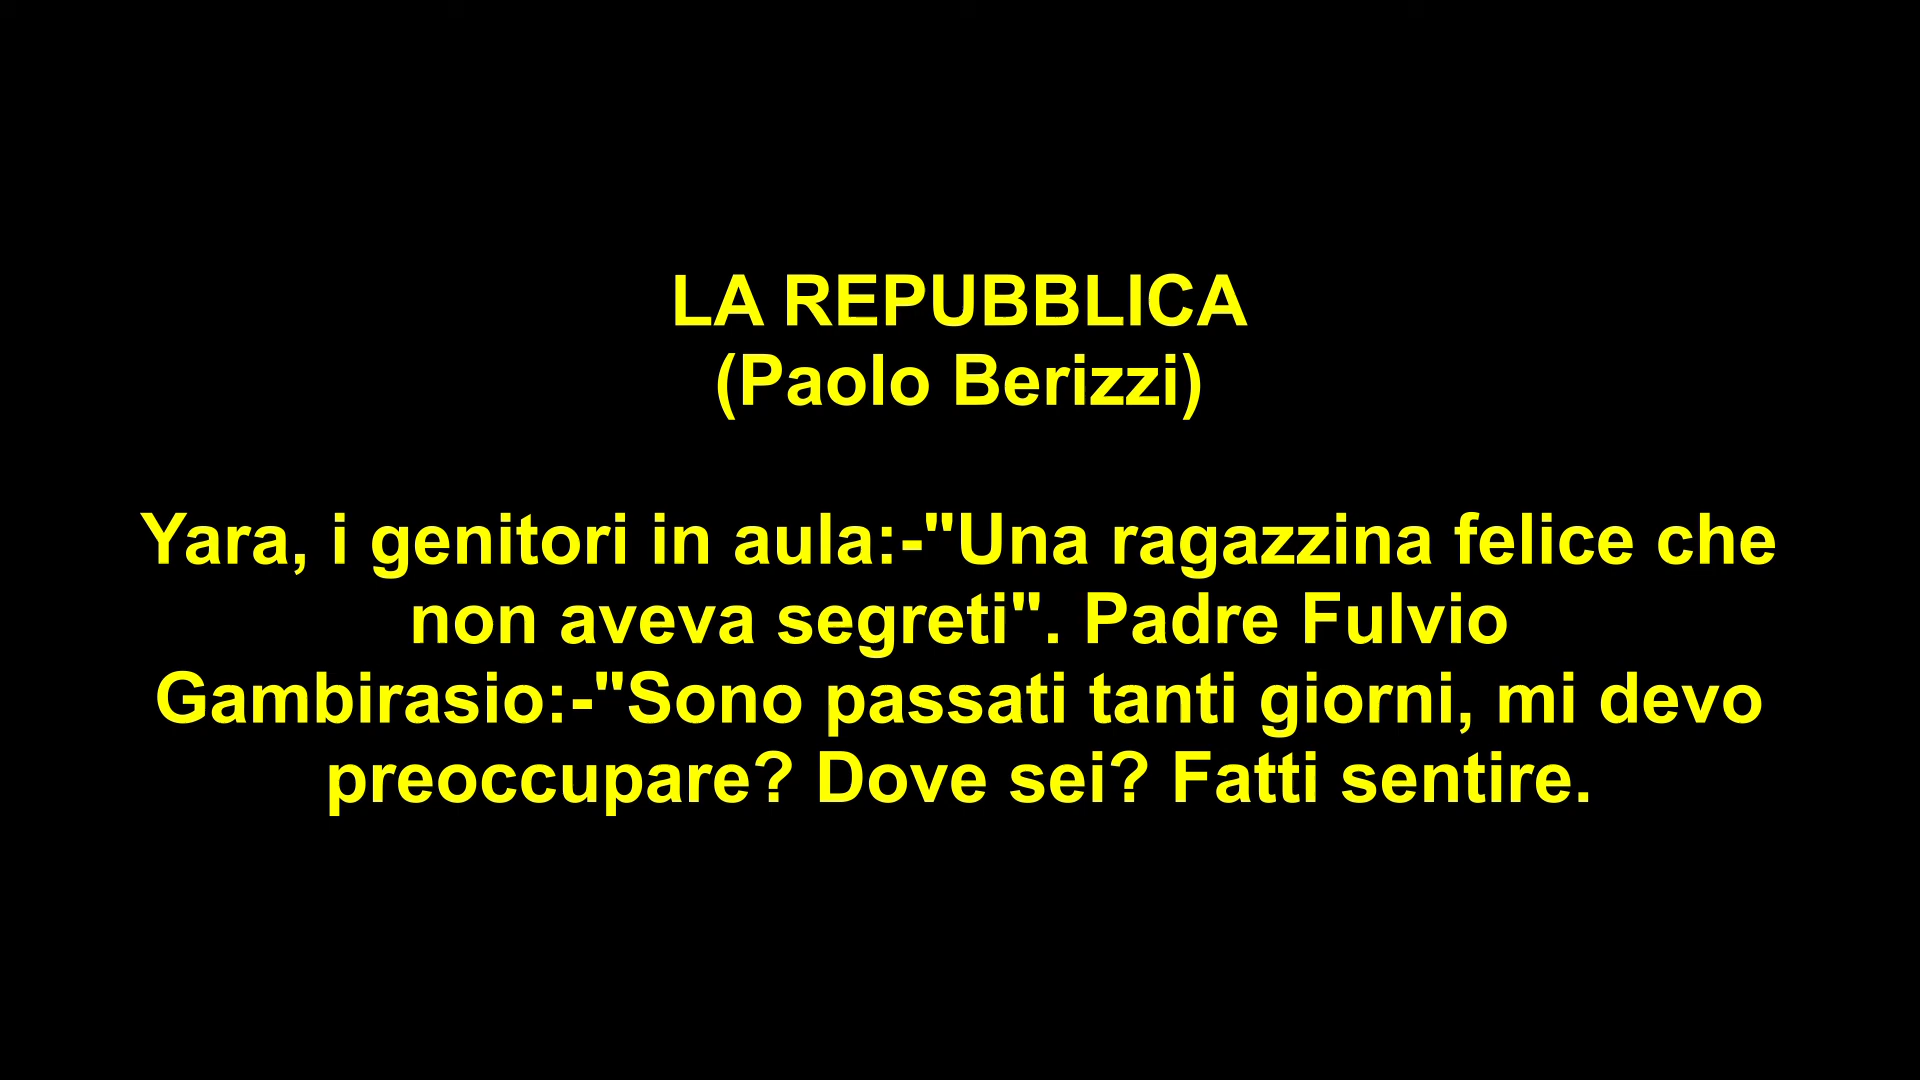 LA REPUBBLICA
(Paolo Berizzi)
Yara, i genitori in aula:-"Una ragazzina felice che
non aveva segreti". Padre Fulvio
Gambirasio:-"Sono passati tanti giorni, mi devo
preoccupare? Dove sei? Fatti sentire.